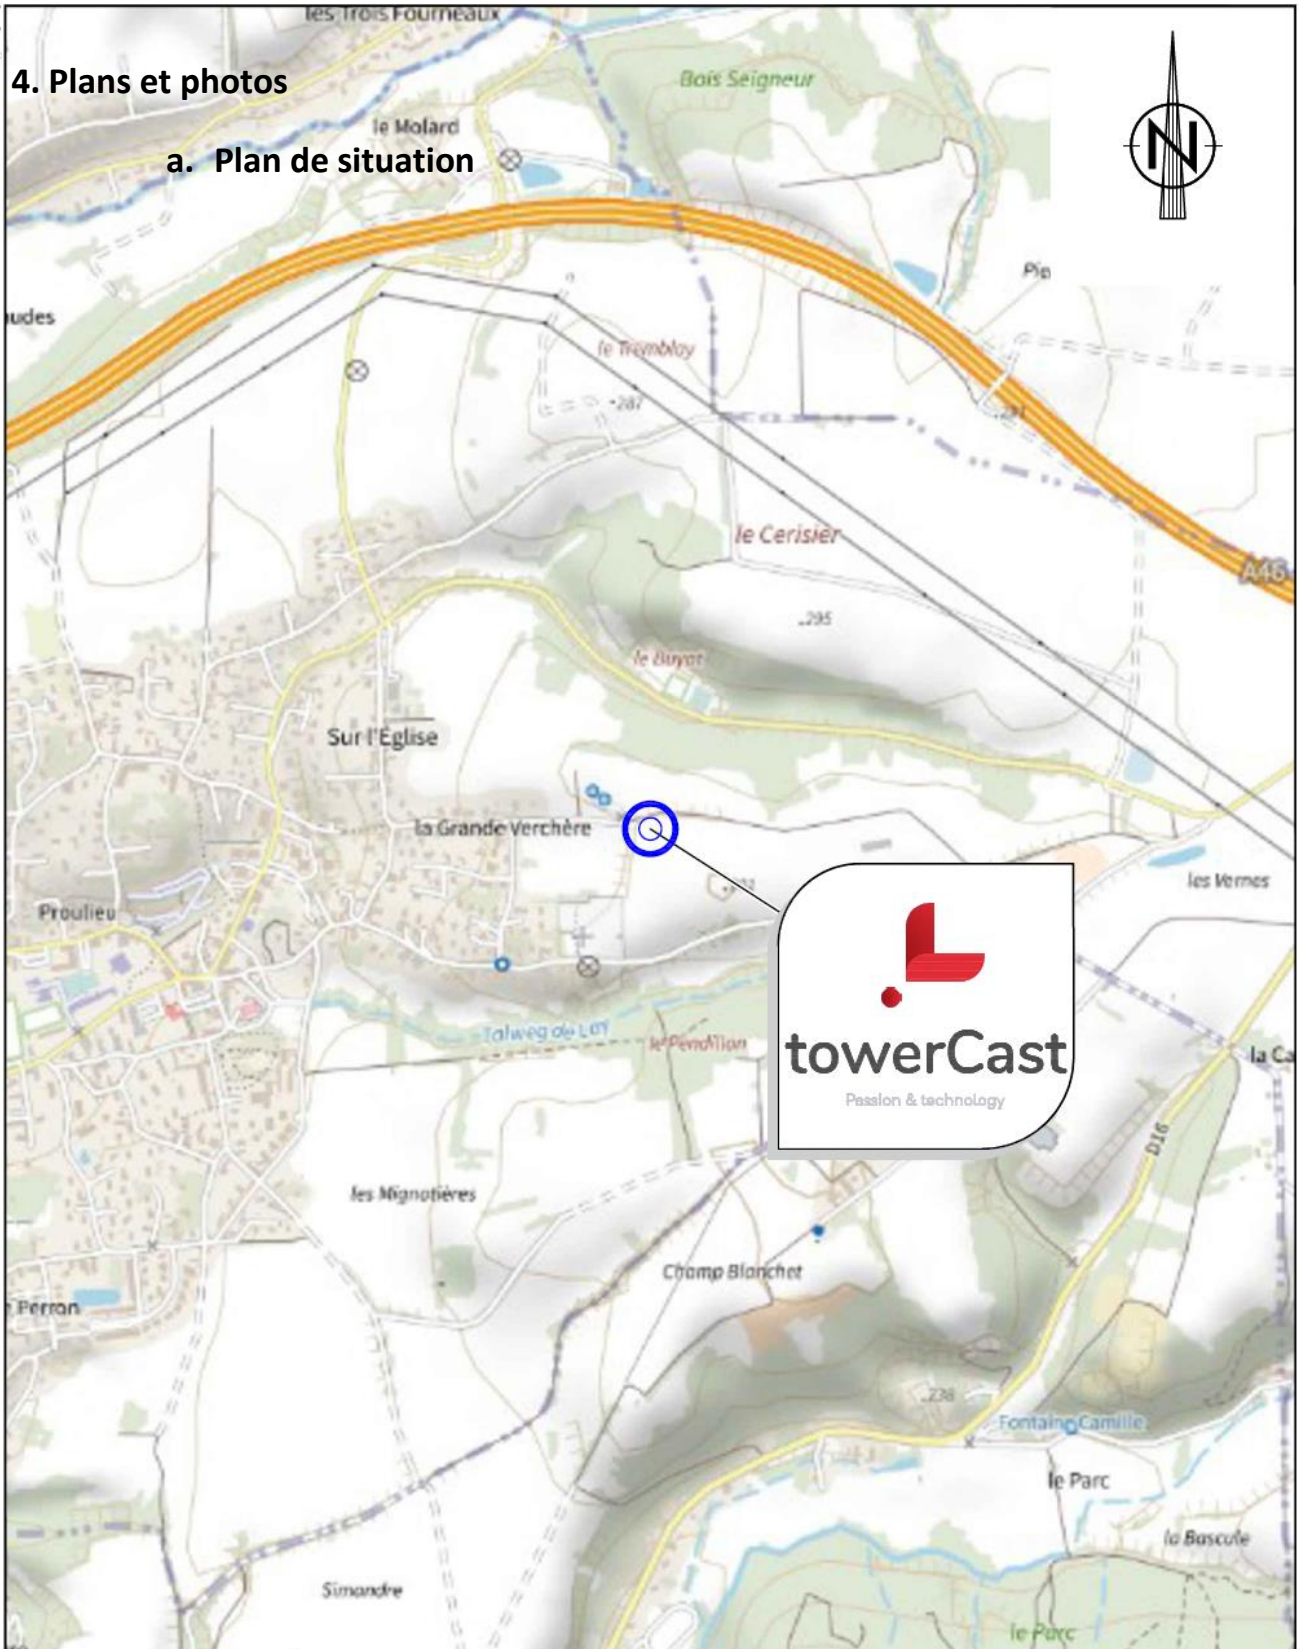 les Trois Fourneaux
4. Plans et photos
Bois Seigneur
le Molard
a. Plan de situation
N
Pie
udes
le Tremblay
287
le Cerisier
A46
295
le Buyat
Sur l'Église
la Grande Verchère
les Vernes
Proulieu
towerCast
Passion & technology
Talweg de Loy
le Pendillon
la Ca
D16
les Mignotières
Champ Blanchet
Perron
238
Fontaine Camille
le Parc
la Bascule
Simandre
le Parc